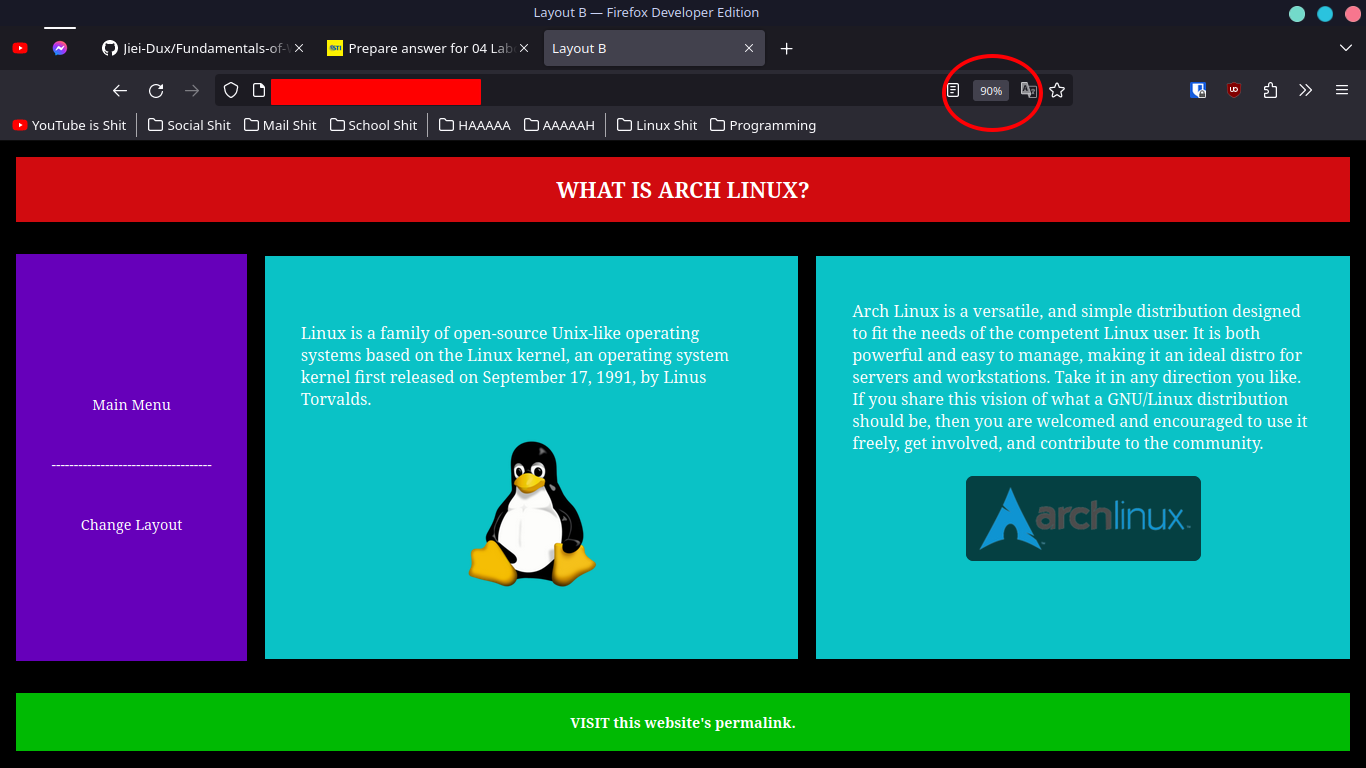 Layout B — Firefox Developer Edition
Jiei-Dux/Fundamentals-of-
Prepare answer for 04 Lab
Layout B
90%
YouTube is Shit
Social Shit
Mail Shit
School Shit
HAAAAA
AAAAAH
Linux Shit
Programming
WHAT IS ARCH LINUX?
Main Menu
------------------------------------
Change Layout
Linux is a family of open-source Unix-like operating
systems based on the Linux kernel, an operating system
kernel first released on September 17, 1991, by Linus
Torvalds.
Arch Linux is a versatile, and simple distribution designed
to fit the needs of the competent Linux user. It is both
powerful and easy to manage, making it an ideal distro for
servers and workstations. Take it in any direction you like.
If you share this vision of what a GNU/Linux distribution
should be, then you are welcomed and encouraged to use it
freely, get involved, and contribute to the community.
archlinux
VISIT this website's permalink.